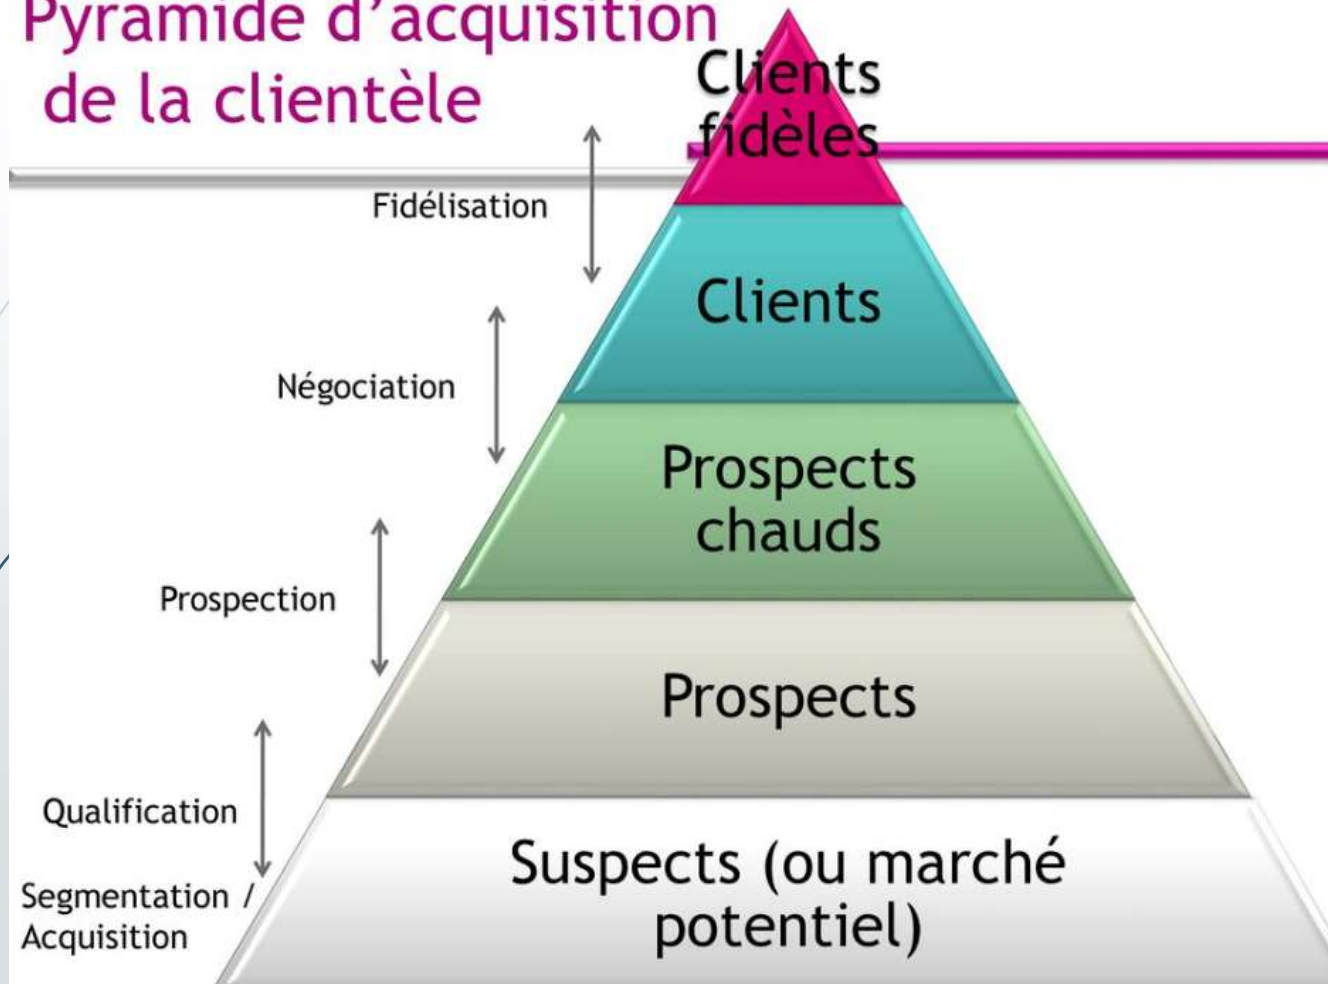 Pyramide d'acquisition
de la clientèle
Clients
fidèles
Fidélisation
Clients
Négociation
Prospects
chauds
Prospection
Prospects
Qualification
Suspects (ou marché
potentiel)
Segmentation /
Acquisition